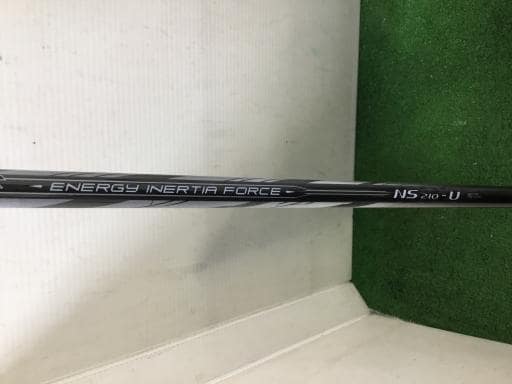 ENERGY INERTIA FORCE NS 210-U